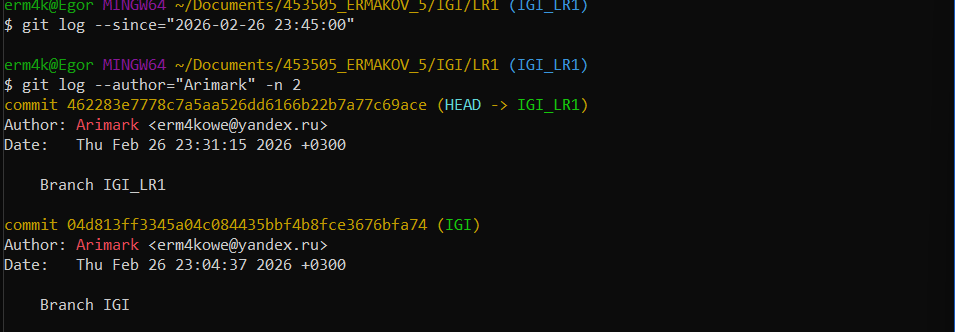 erm4k@Egor MINGW64 ~/Documents/453505_ERMAKOV_5/IGI/LR1 (IGI_LR1)
$ git log --since="2026-02-26 23:45:00"
erm4k@Egor MINGW64 ~/Documents/453505_ERMAKOV_5/IGI/LR1 (IGI_LR1)
$ git log --author="Arimark" -n 2
commit 462283e7778c7a5aa526dd6166b22b7a77c69ace (HEAD -> IGI_LR1)
Author: Arimark <erm4kowe@yandex.ru>
Date:   Thu Feb 26 23:31:15 2026 +0300
    Branch IGI_LR1
commit 04d813ff3345a04c084435bbf4b8fce3676bfa74 (IGI)
Author: Arimark <erm4kowe@yandex.ru>
Date:   Thu Feb 26 23:04:37 2026 +0300
    Branch IGI